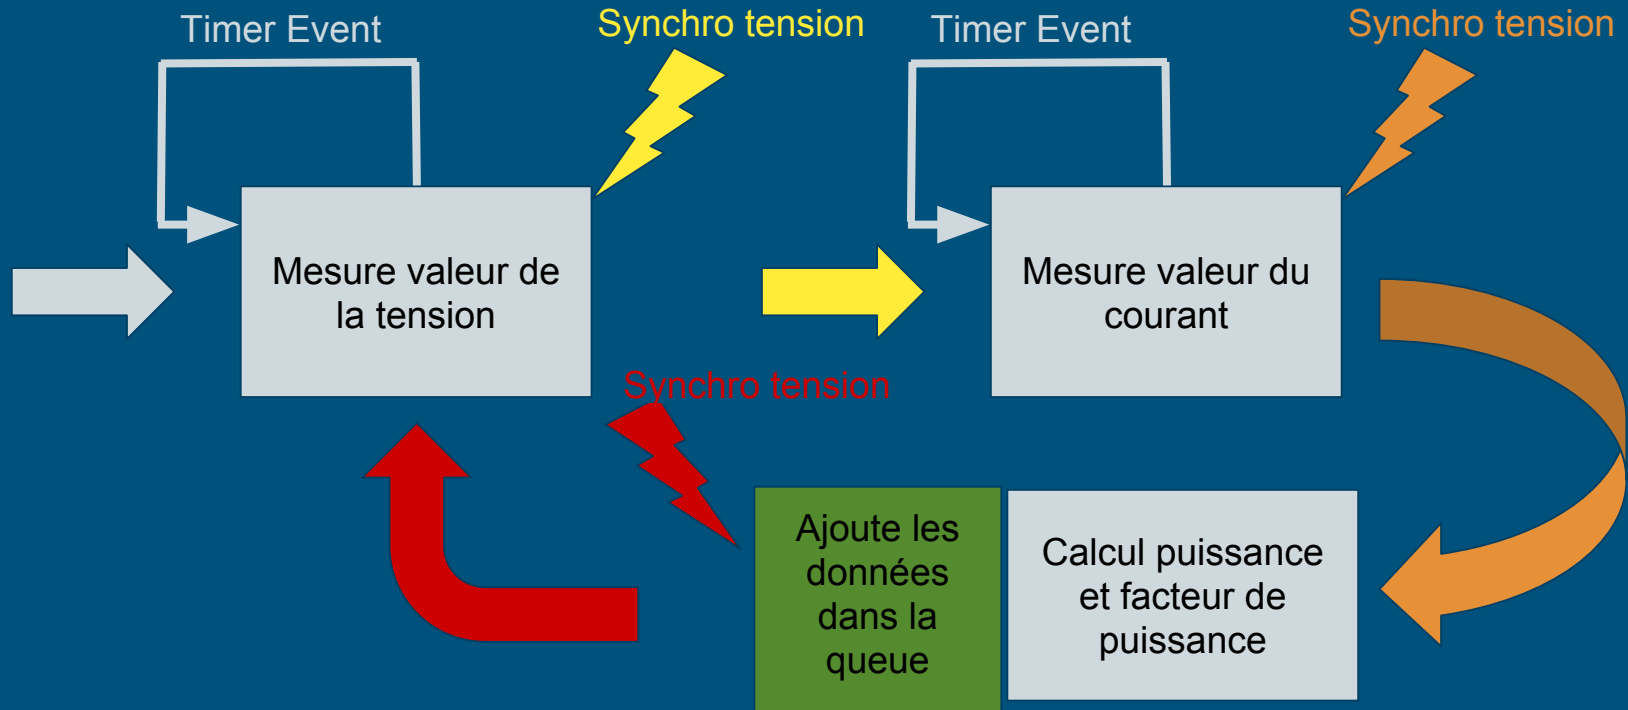 Timer Event
Synchro tension
Timer Event
Synchro tension
Mesure valeur de
la tension
Mesure valeur du
courant
Synchro tension
Ajoute les
données
dans la
queue
Calcul puissance
et facteur de
puissance